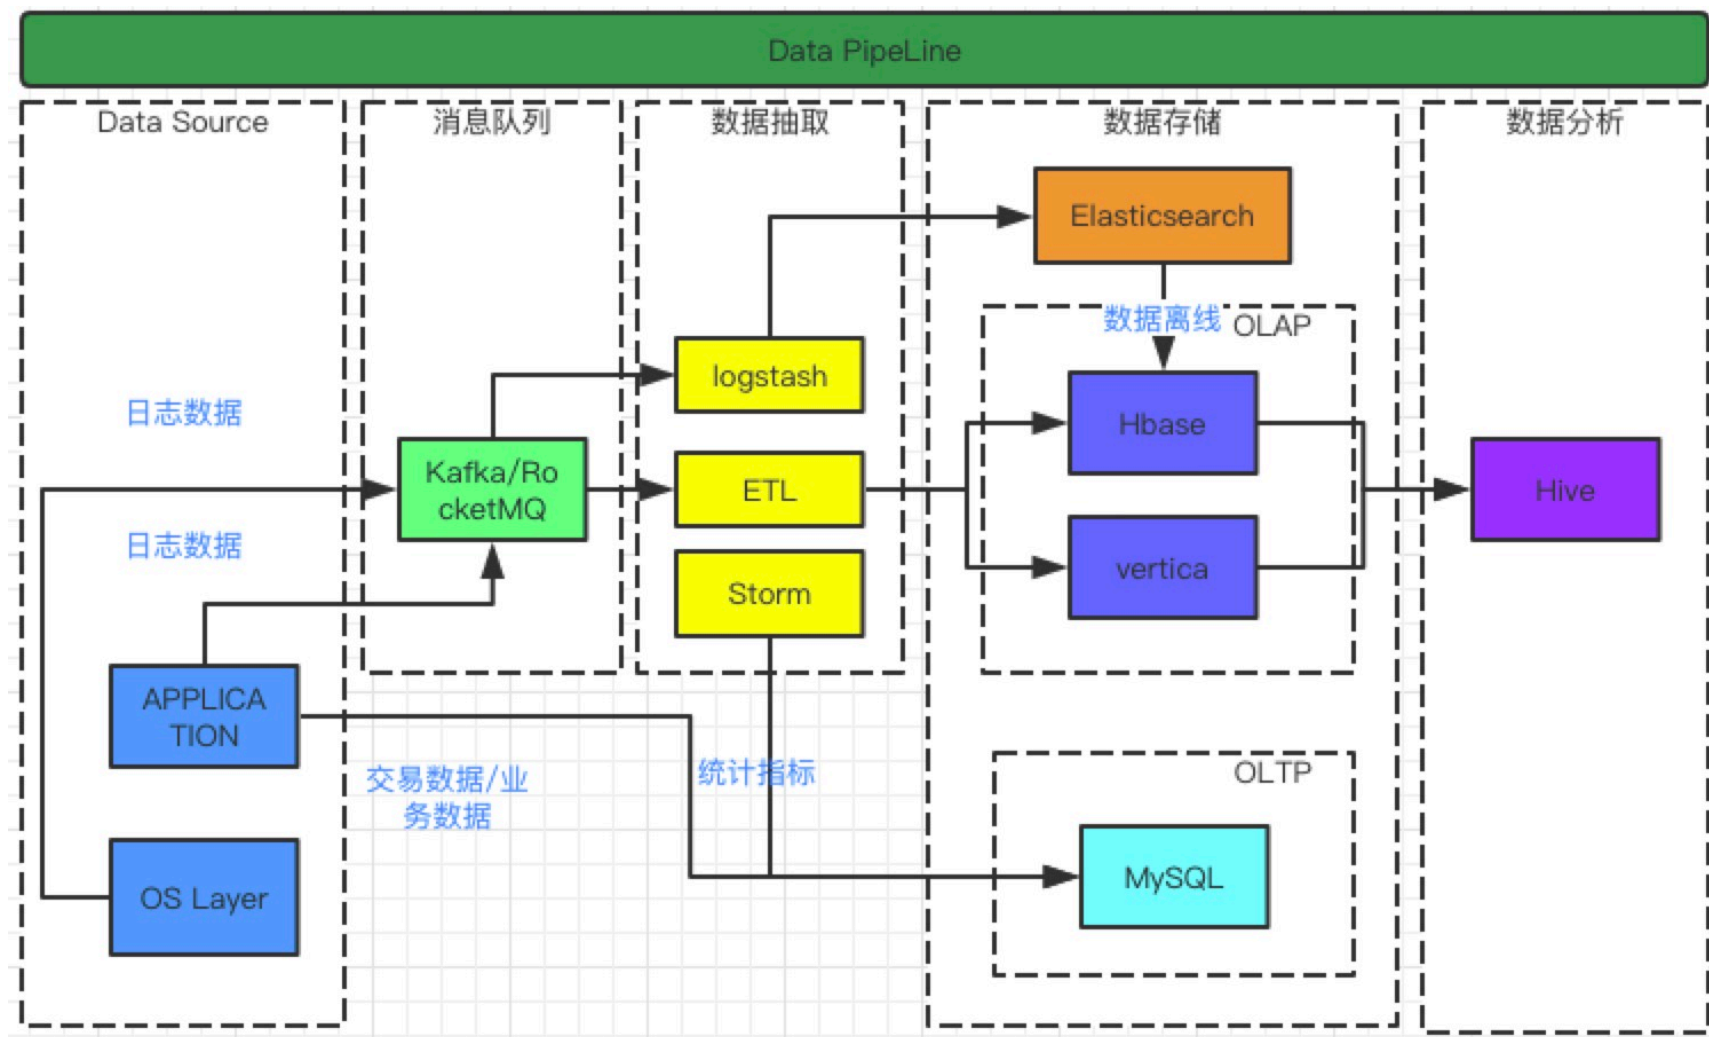 Data PipeLine
Data Source
消息队列
数据抽取
数据存储
数据分析
Elasticsearch
数据离线
OLAP
logstash
日志数据
Hbase
Kafka/Ro
cketMQ
ETL
Hive
日志数据
vertica
Storm
APPLICA
TION
交易数据/业
务数据
统计指标
OLTP
MySQL
OS Layer